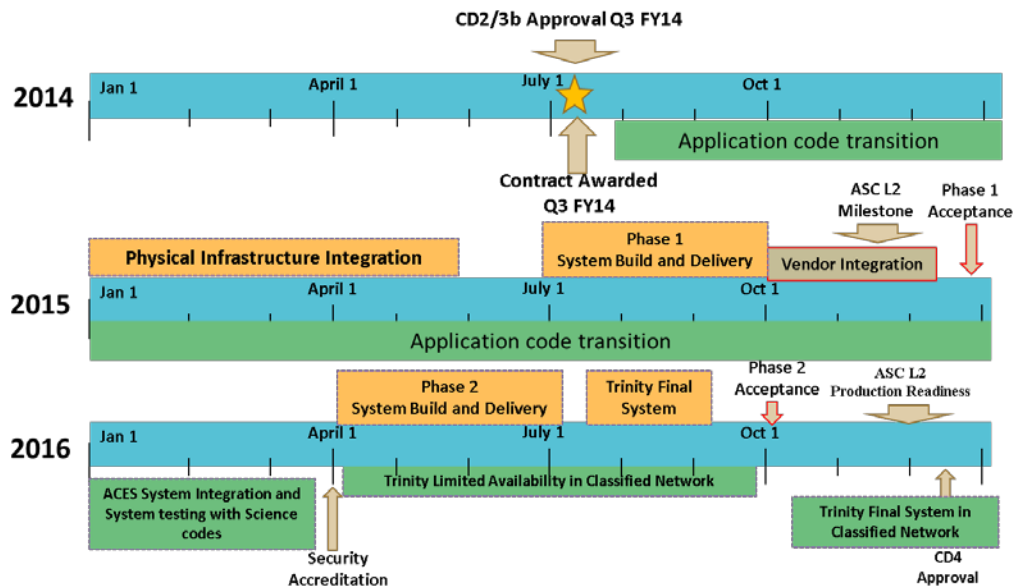 CD2/3b Approval Q3 FY14
2014
Jan 1
April 1
July 1
Oct 1
Application code transition
Contract Awarded
Q3 FY14
ASC L2
Milestone
Phase 1
Acceptance
Physical Infrastructure Integration
Phase 1
System Build and Delivery
Vendor Integration
2015
Jan 1
April 1
July 1
Oct 1
Application code transition
Phase 2
System Build and Delivery
Trinity Final
System
Phase 2
Acceptance
ASC L2
Production Readiness
2016
Jan 1
April 1
July 1
Oct 1
ACES System Integration and
System testing with Science
codes
Trinity Limited Availability in Classified Network
Trinity Final System in
Classified Network
Security
Accreditation
CD4
Approval